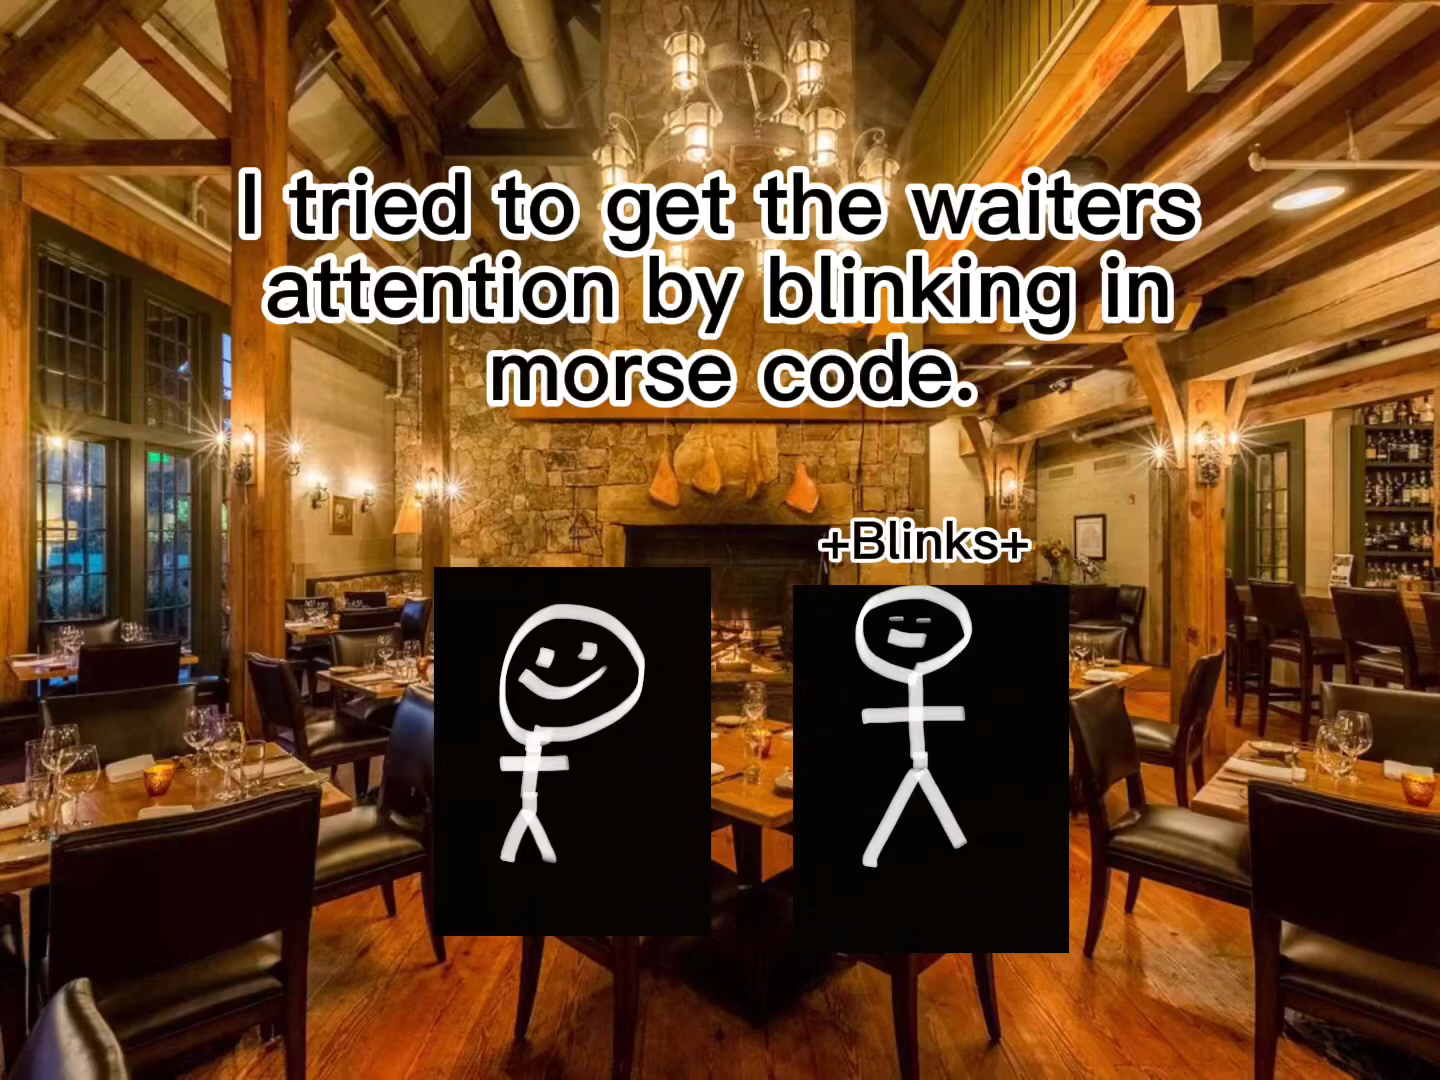 I tried to get the waiters
attention by blinking in
morse code.
+Blinks+